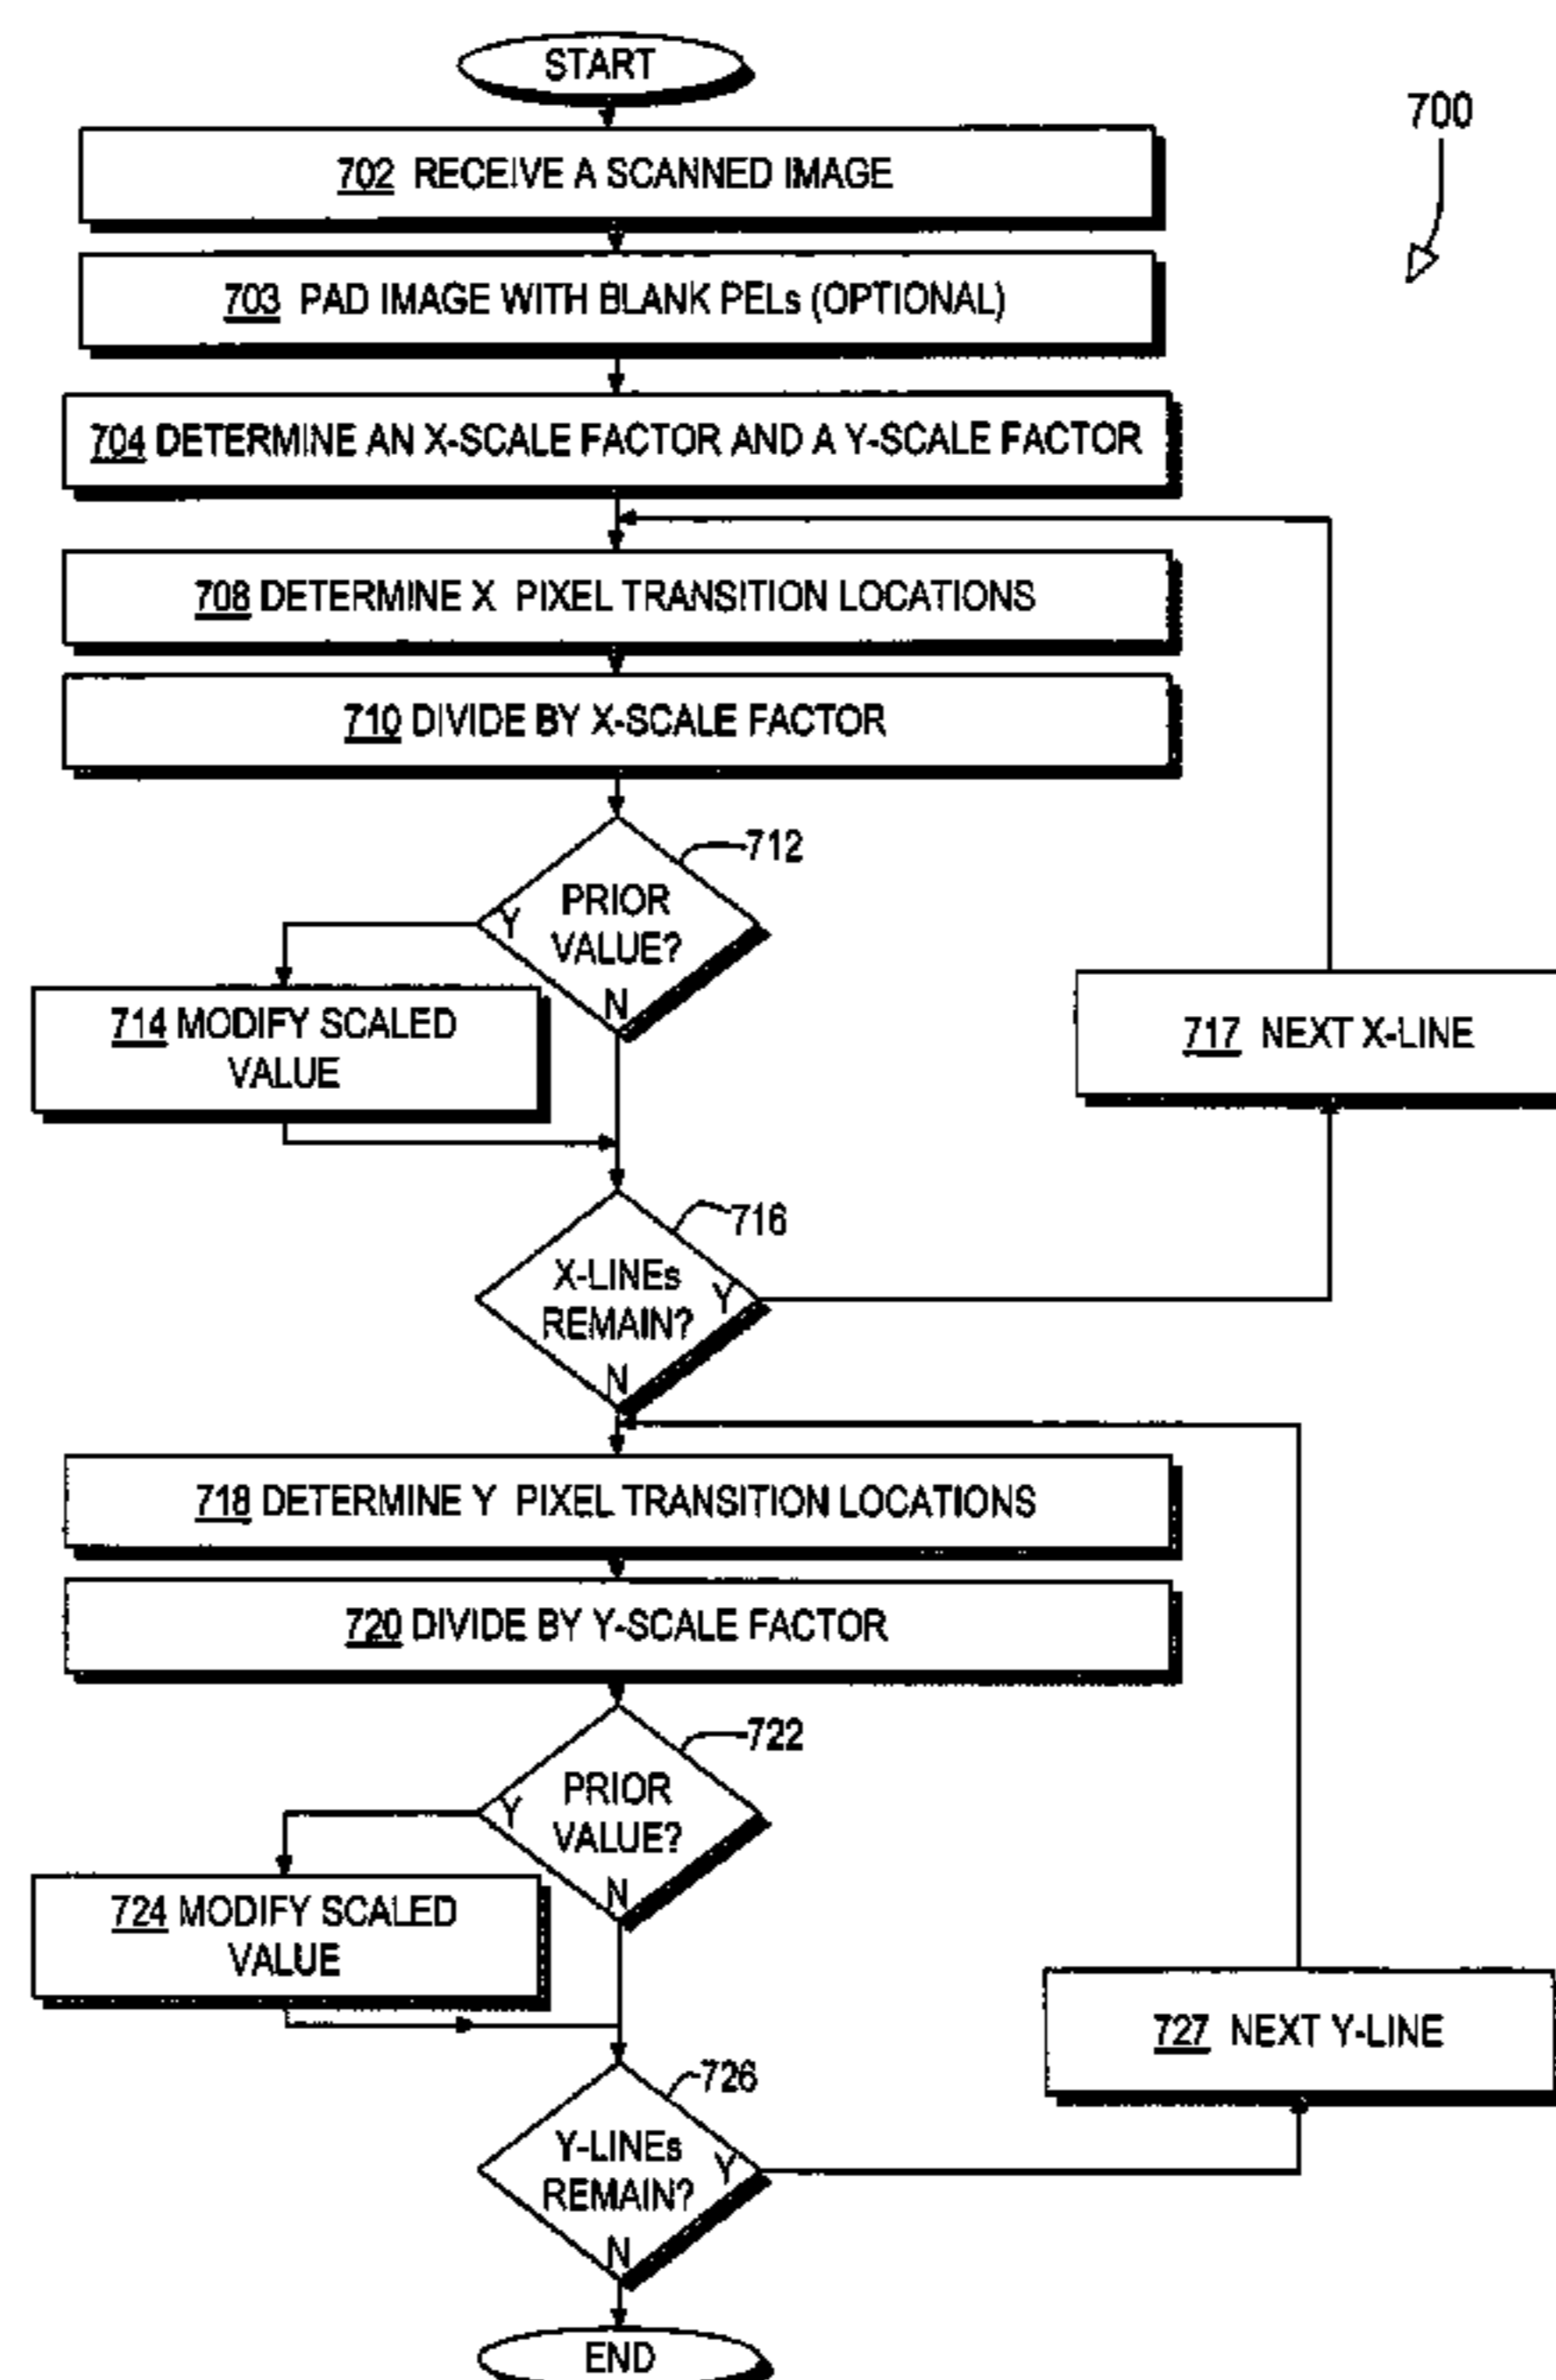 START
700
702 RECEIVE A SCANNED IMAGE
703 PAD IMAGE WITH BLANK PELs (OPTIONAL)
704 DETERMINE AN X-SCALE FACTOR AND A Y-SCALE FACTOR
708 DETERMINE X PIXEL TRANSITION LOCATIONS
710 DIVIDE BY X-SCALE FACTOR
712
PRIOR
VALUE?
Y
N
714 MODIFY SCALED
VALUE
717 NEXT X-LINE
716
X-LINEs
REMAIN?
Y
N
718 DETERMINE Y PIXEL TRANSITION LOCATIONS
720 DIVIDE BY Y-SCALE FACTOR
722
PRIOR
VALUE?
Y
N
724 MODIFY SCALED
VALUE
727 NEXT Y-LINE
726
Y-LINEs
REMAIN?
Y
N
END